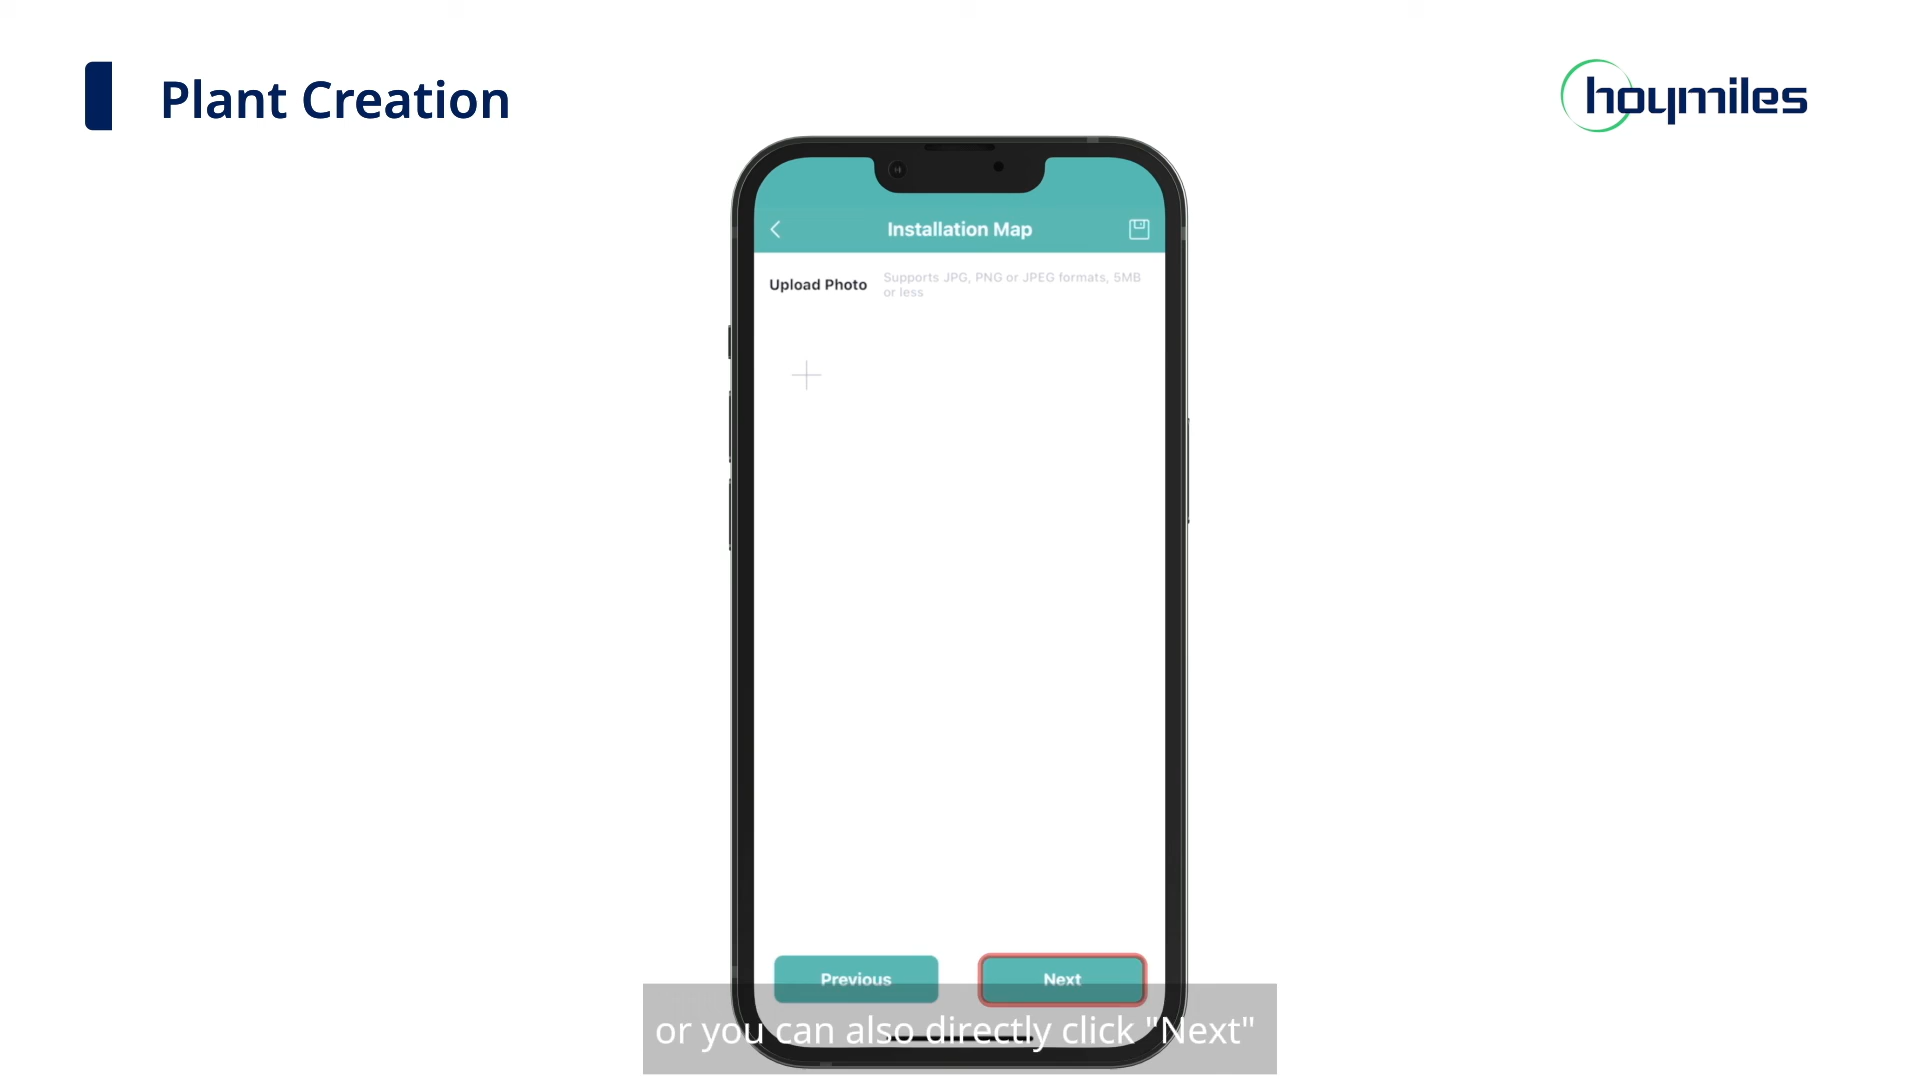 Plant Creation
hoymiles
Installation Map
Upload Photo
Supports JPG, PNG or JPEG formats, 5MB
or less
Previous
Next
or you can also directly click "Next"